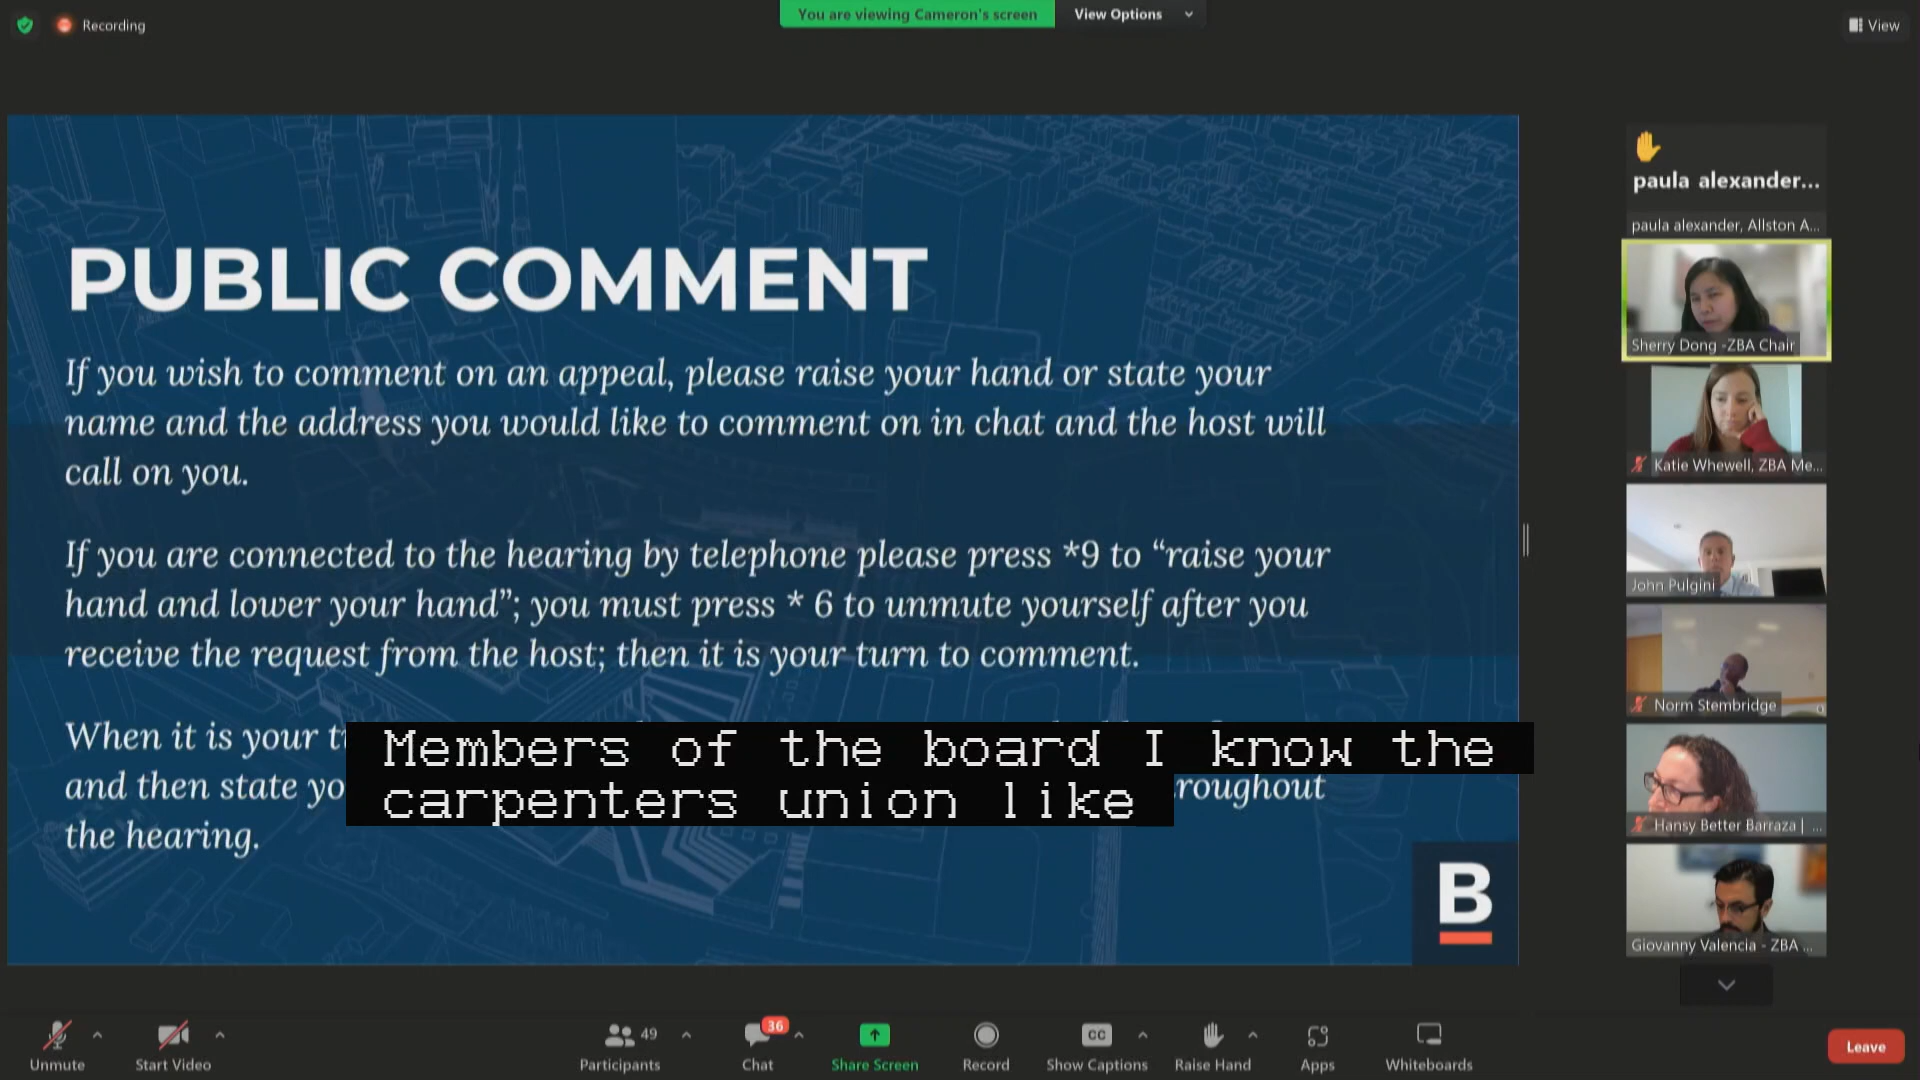 Recording
You are viewing Cameron's screen
View Options
View
PUBLIC COMMENT
If you wish to comment on an appeal, please raise your hand or state your
name and the address you would like to comment on in chat and the host will
call on you.
If you are connected to the hearing by telephone please press *9 to “raise your
hand and lower your hand”; you must press * 6 to unmute yourself after you
receive the request from the host; then it is your turn to comment.
When it is your
and then state yo roughout
the hearing.
Members of the board I know the
carpenters union like
B
paula alexander...
paula alexander, Allston A...
Sherry Dong -ZBA Chair
Katie Whewell, ZBA Me...
John Pulgini
Norm Stembridge
Hansy Better Barraza | ...
Giovanny Valencia - ZBA ...
Unmute
Start Video
49
Participants
36
Chat
Share Screen
Record
CC
Show Captions
Raise Hand
Apps
Whiteboards
Leave